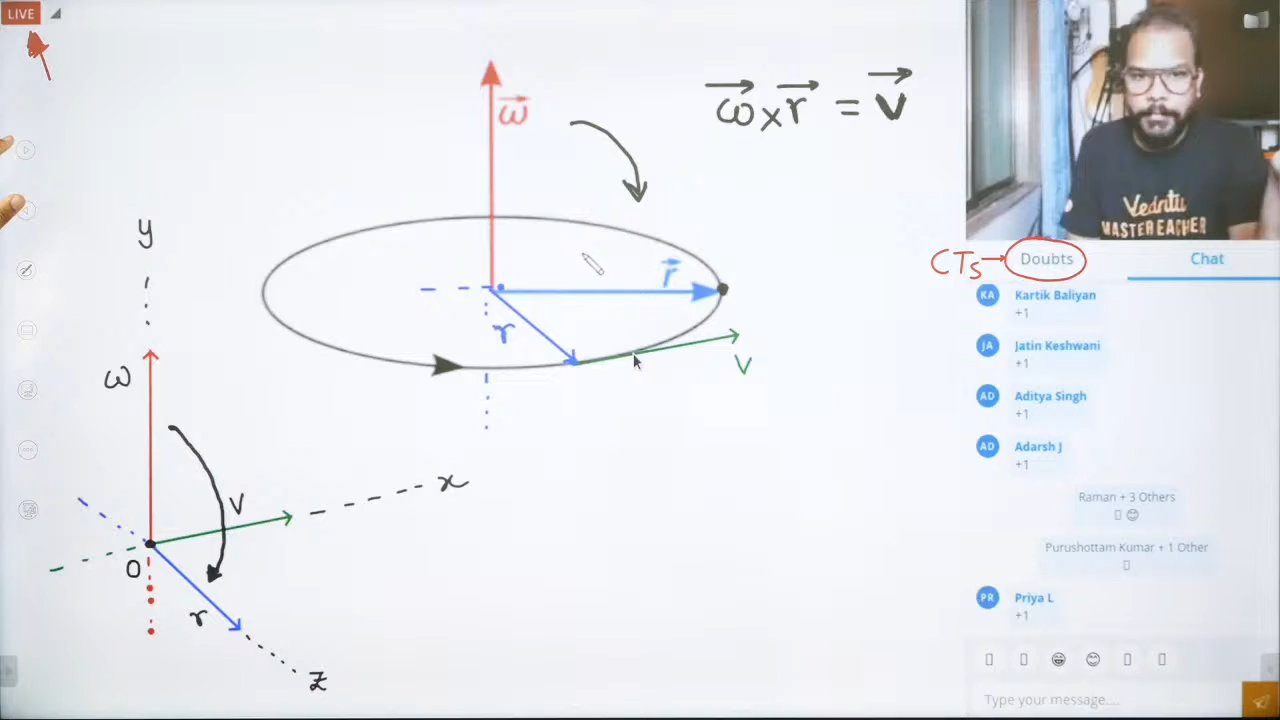 LIVE
ω
ω × r = v
r
r
V
y
ω
V
x
O
r
z
Vedantu
MASTER TEACHER
CTS → Doubts
Chat
KA
Kartik Baliyan
+1
JA
Jatin Keshwani
+1
AD
Aditya Singh
+1
AD
Adarsh J
+1
Raman + 3 Others
😊
Purushottam Kumar + 1 Other
PR
Priya L
+1
Type your message....